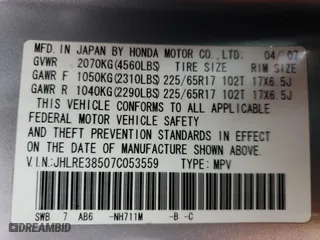 MFD. IN JAPAN BY HONDA MOTOR CO.,LTD: 04/'07
GVWR 2070KG(4560LBS) TIRE SIZE RIM SIZE
GAWR F 1050KG(2310LBS) 225/65R17 102T 17X6.5J
GAWR R 1040KG(2290LBS) 225/65R17 102T 17X6.5J
THIS VEHICLE CONFORMS TO ALL APPLICABLE
FEDERAL MOTOR VEHICLE SAFETY
AND THEFT PREVENTION STANDARDS IN EFFECT
ON THE DATE OF MANUFACTURE SHOWN ABOVE.
V.I.N:JHLRE38507C053559 TYPE: MPV
SWB 7 AB6 -NH711M -B -C
DEALER